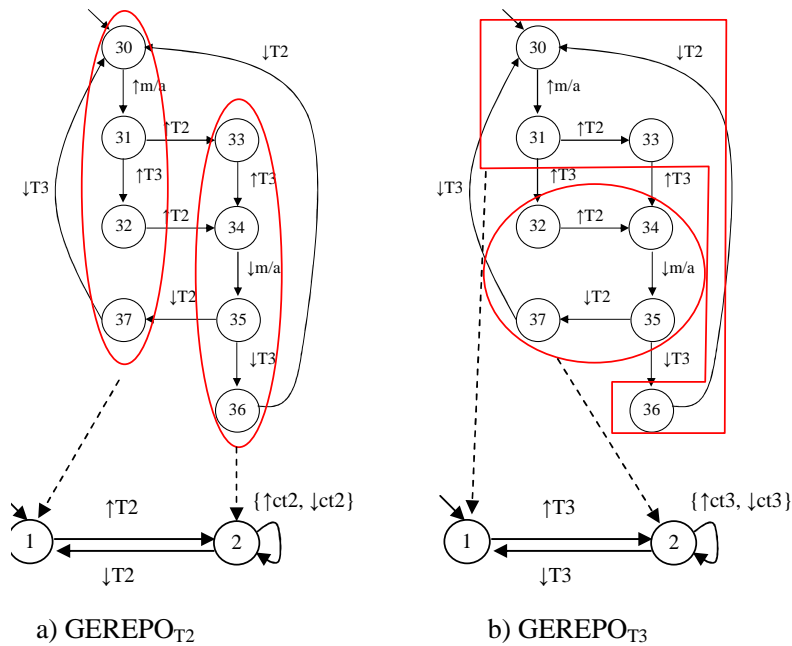 30
↓T2
↑m/a
31
↑T2
33
↑T3
↑T3
↓T3
32
↑T2
34
↓m/a
37
↓T2
35
↓T3
36
{↑ct2, ↓ct2}
↑T2
1
2
↓T2
a) GEREPO_T2
30
↓T2
↑m/a
31
↑T2
33
↑T3
↑T3
↓T3
32
↑T2
34
↓m/a
37
↓T2
35
↓T3
36
{↑ct3, ↓ct3}
↑T3
1
2
↓T3
b) GEREPO_T3